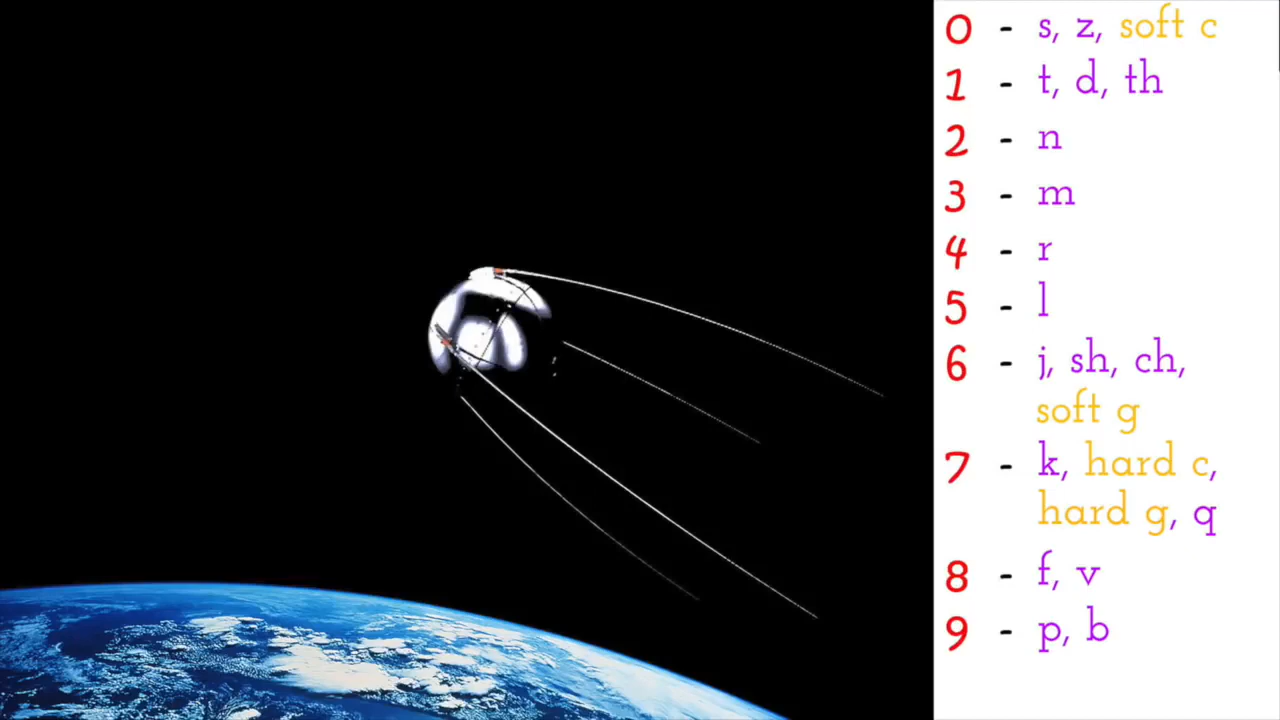 0 - s, z, soft c
1 - t, d, th
2 - n
3 - m
4 - r
5 - l
6 - j, sh, ch,
soft g
7 - k, hard c,
hard g, q
8 - f, v
9 - p, b